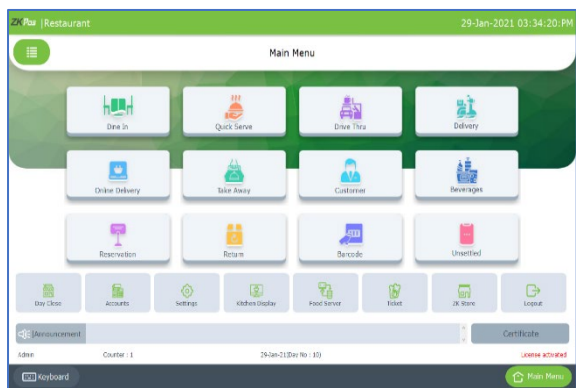 ZKPos |Restaurant 29-Jan-2021 03:34:20:PM
Main Menu
Dine In Quick Serve Drive Thru Delivery
Online Delivery Take Away Customer Beverages
Reservation Return Barcode Unsettled
Day Close Accounts Settings Kitchen Display Food Server Ticket ZK Store Logout
|Announcement Certificate
Admin Counter : 1 29-Jan-21(Day No : 10) License activated
Keyboard Main Menu